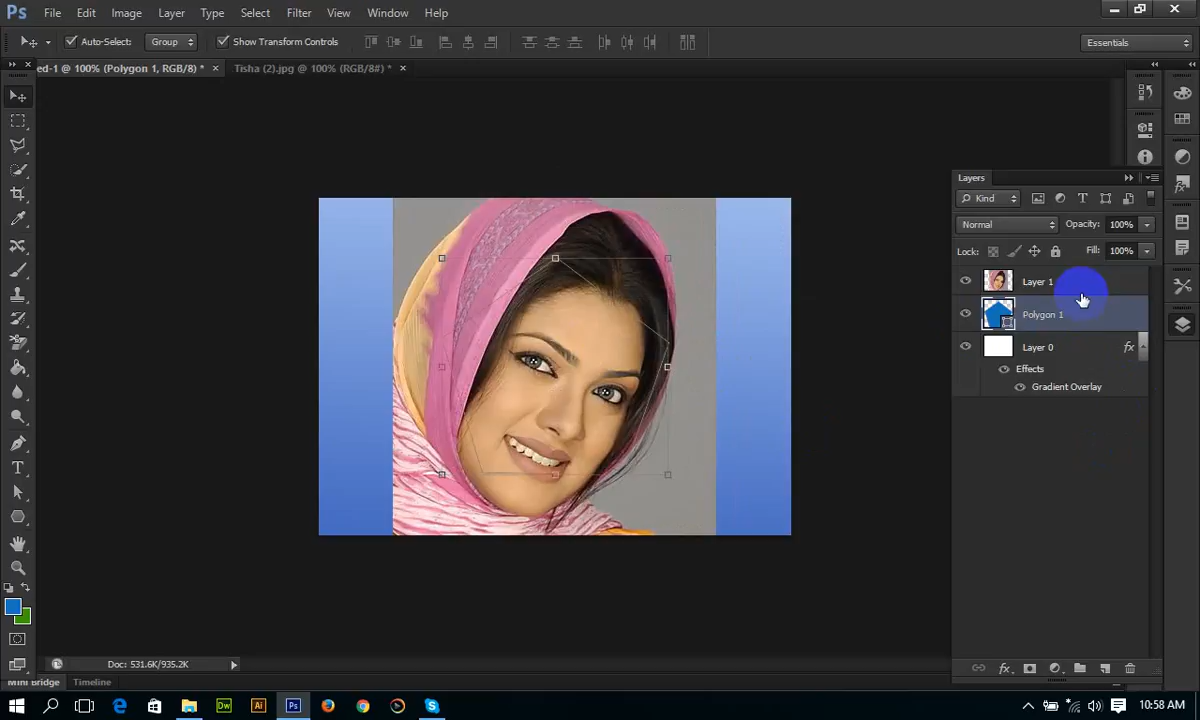 Ps File Edit Image Layer Type Select Filter View Window Help
Auto-Select: Group Show Transform Controls Essentials
ed-1 @ 100% (Polygon 1, RGB/8) * × Tisha (2).jpg @ 100% (RGB/8#) * ×
Layers
Kind
Normal Opacity: 100%
Lock: Fill: 100%
Layer 1
Polygon 1
Layer 0 fx
Effects
Gradient Overlay
Doc: 531.6K/935.2K
Mini Bridge Timeline
Dw Ai Ps 10:58 AM